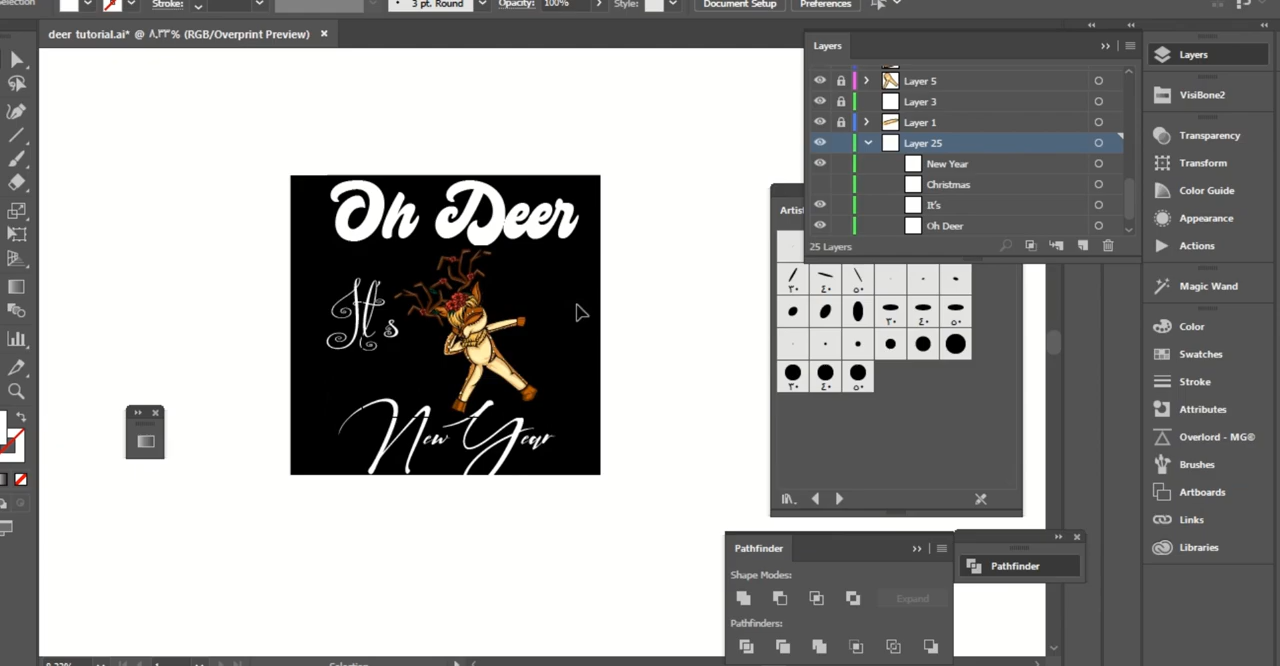 Stroke:
3 pt. Round
Opacity: 100%
Style:
Document Setup
Preferences
deer tutorial.ai* @ ٨.٣٣% (RGB/Overprint Preview)
Layers
Layer 5
Layer 3
Layer 1
Layer 25
New Year
Christmas
It's
Oh Deer
25 Layers
Artist
٣٠ ٤٠ ٥٠
٣٠ ٤٠ ٥٠
٣٠ ٤٠ ٥٠
Oh Deer
It's
New Year
Pathfinder
Shape Modes:
Expand
Pathfinders:
Pathfinder
Layers
VisiBone2
Transparency
Transform
Color Guide
Appearance
Actions
Magic Wand
Color
Swatches
Stroke
Attributes
Overlord - MG®
Brushes
Artboards
Links
Libraries
8.33%
1
Selection